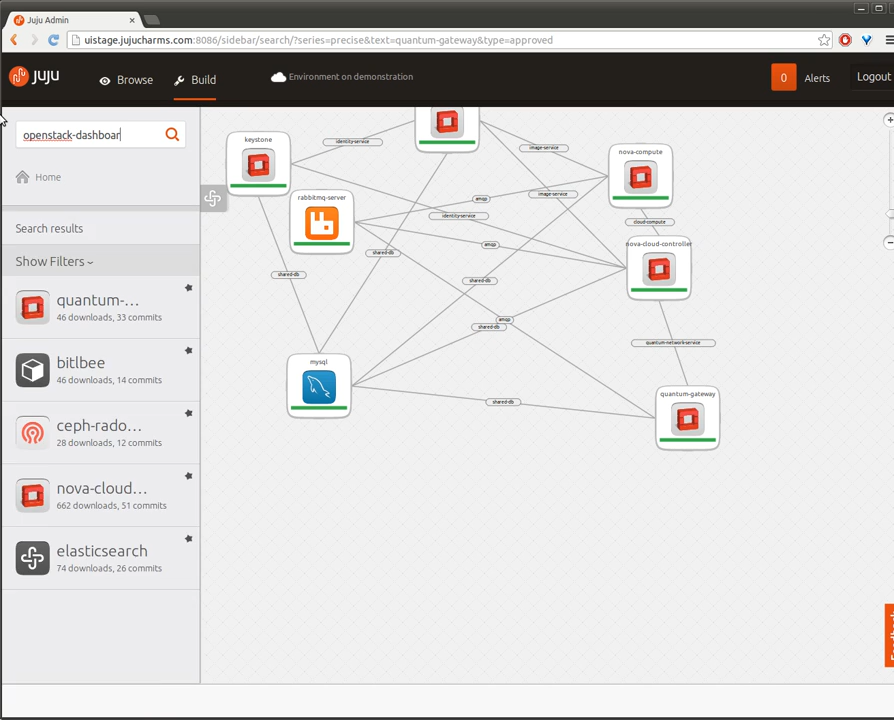 Juju Admin
uistage.jujucharms.com:8086/sidebar/search/?series=precise&text=quantum-gateway&type=approved
juju
Browse
Build
Environment on demonstration
0
Alerts
Logout
openstack-dashboar
Home
Search results
Show Filters
quantum-...
46 downloads, 33 commits
bitlbee
46 downloads, 14 commits
ceph-rado...
28 downloads, 12 commits
nova-cloud...
662 downloads, 51 commits
elasticsearch
74 downloads, 26 commits
keystone
identity-service
image-service
nova-compute
rabbitmq-server
amqp
image-service
identity-service
cloud-compute
amqp
nova-cloud-controller
shared-db
shared-db
shared-db
amqp
shared-db
quantum-network-service
mysql
quantum-gateway
shared-db
Feedback